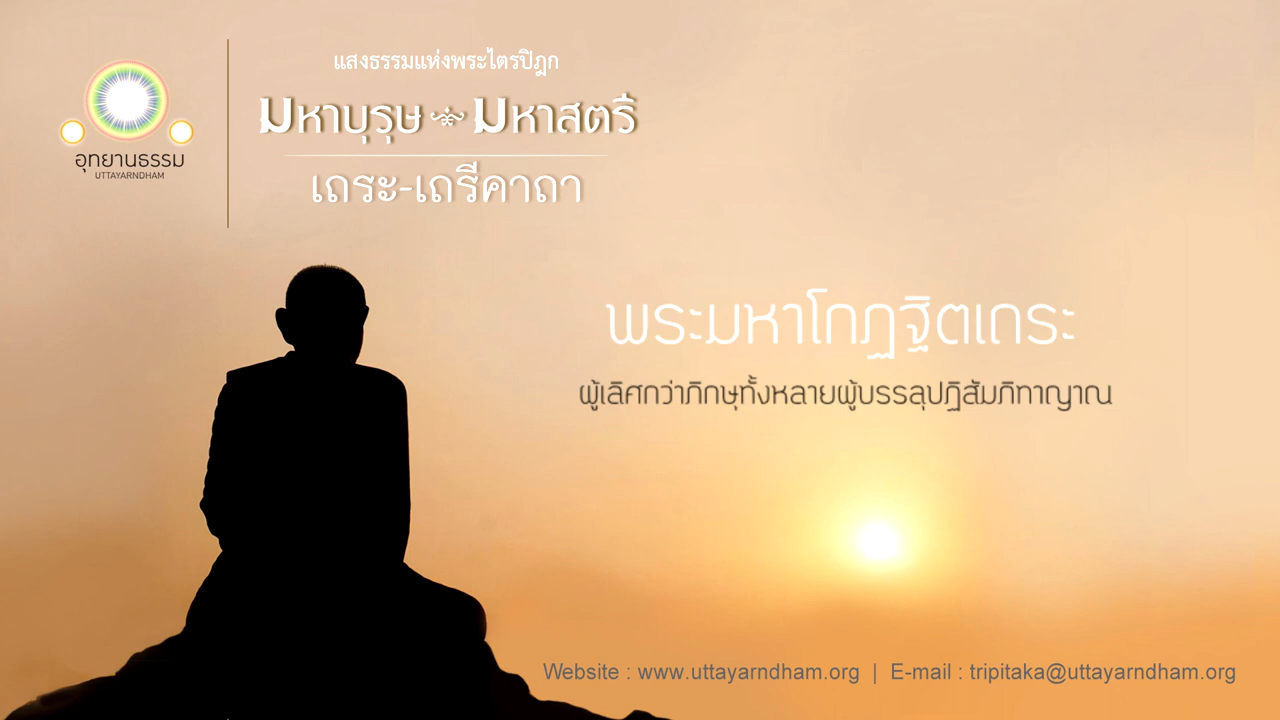 แสงธรรมแห่งพระไตรปิฎก
มหาบุรุษ มหาสตรี
เถระ-เถรีคาถา
อุทยานธรรม
UTTAYARNDHAM
พระมหาโกฏฐิตเถระ
ผู้เลิศกว่าภิกษุทั้งหลายผู้บรรลุปฏิสัมภิทาญาณ
Website : www.uttayarndham.org | E-mail : tripitaka@uttayarndham.org